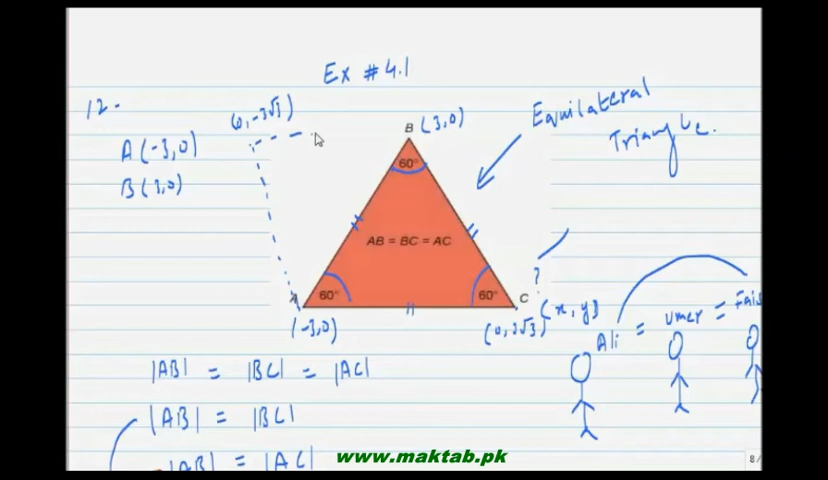 Ex # 4.1
12.
(0, -3√3)
A(-3,0)
B(3,0)
B (3,0)
Equilateral
Triangle.
60°
AB = BC = AC
A 60°
60° C
?
(-3,0)
(0, 3√3) (x, y)
Ali = Umer = Fais
|AB| = |BC| = |AC|
|AB| = |BC|
|AB| = |AC|
www.maktab.pk
8/